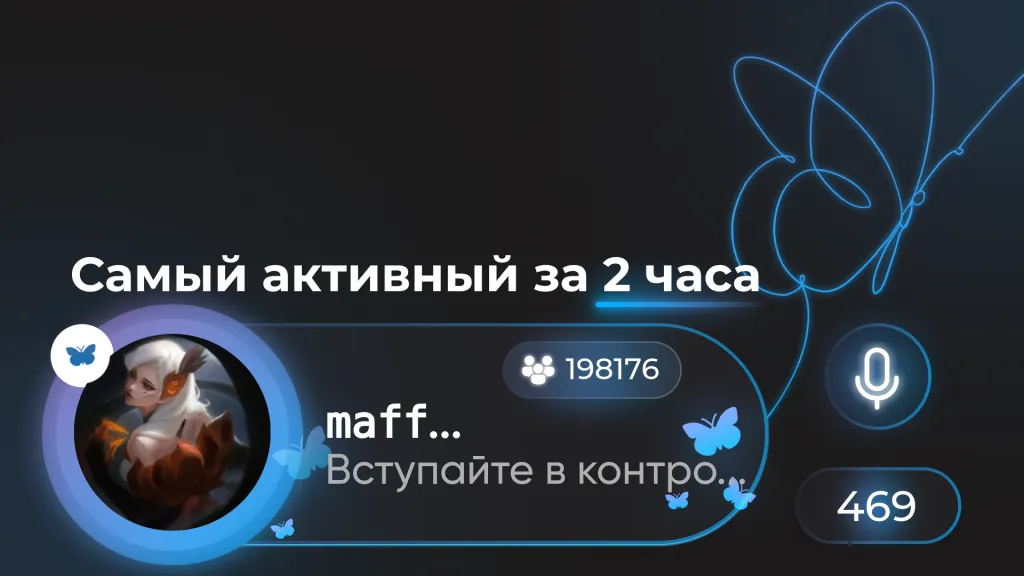 Самый активный за 2 часа
198176
maff...
Вступайте в контро...
469